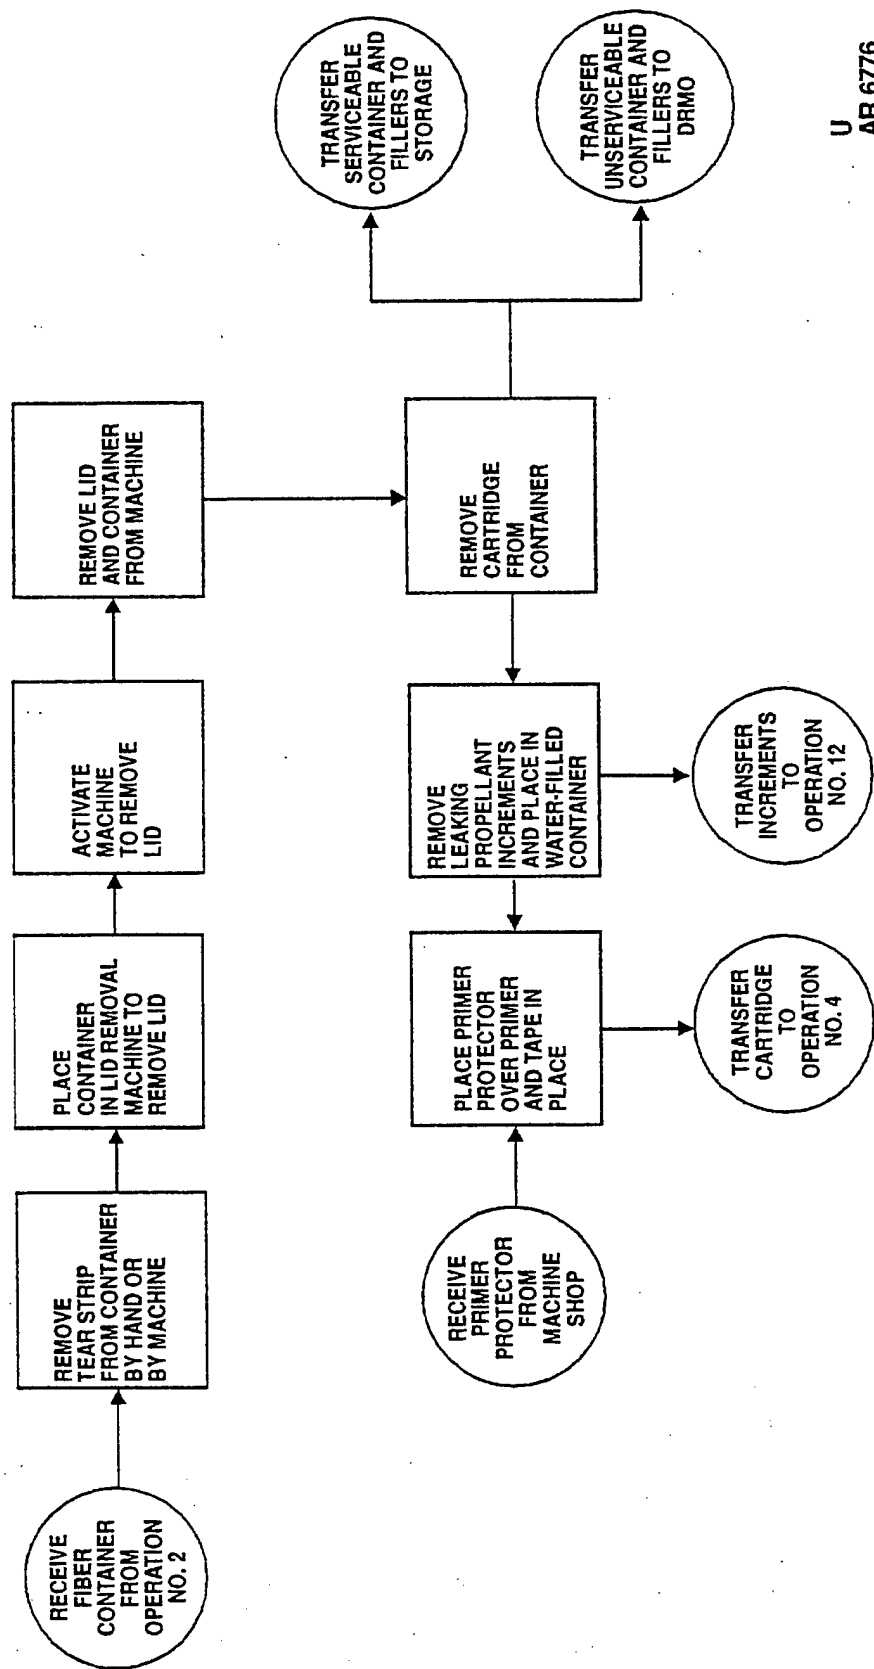 RECEIVE
FIBER
CONTAINER
FROM
OPERATION
NO. 2
REMOVE
TEAR STRIP
FROM CONTAINER
BY HAND OR
BY MACHINE
PLACE
CONTAINER
IN LID REMOVAL
MACHINE TO
REMOVE LID
ACTIVATE
MACHINE
TO REMOVE
LID
REMOVE LID
AND CONTAINER
FROM MACHINE
REMOVE
CARTRIDGE
FROM
CONTAINER
TRANSFER
SERVICEABLE
CONTAINER AND
FILLERS TO
STORAGE
TRANSFER
UNSERVICEABLE
CONTAINER AND
FILLERS TO
DRMO
REMOVE
LEAKING
PROPELLANT
INCREMENTS
AND PLACE IN
WATER-FILLED
CONTAINER
TRANSFER
INCREMENTS
TO
OPERATION
NO. 12
RECEIVE
PRIMER
PROTECTOR
FROM
MACHINE
SHOP
PLACE PRIMER
PROTECTOR
OVER PRIMER
AND TAPE IN
PLACE
TRANSFER
CARTRIDGE
TO
OPERATION
NO. 4
U
AR 6776